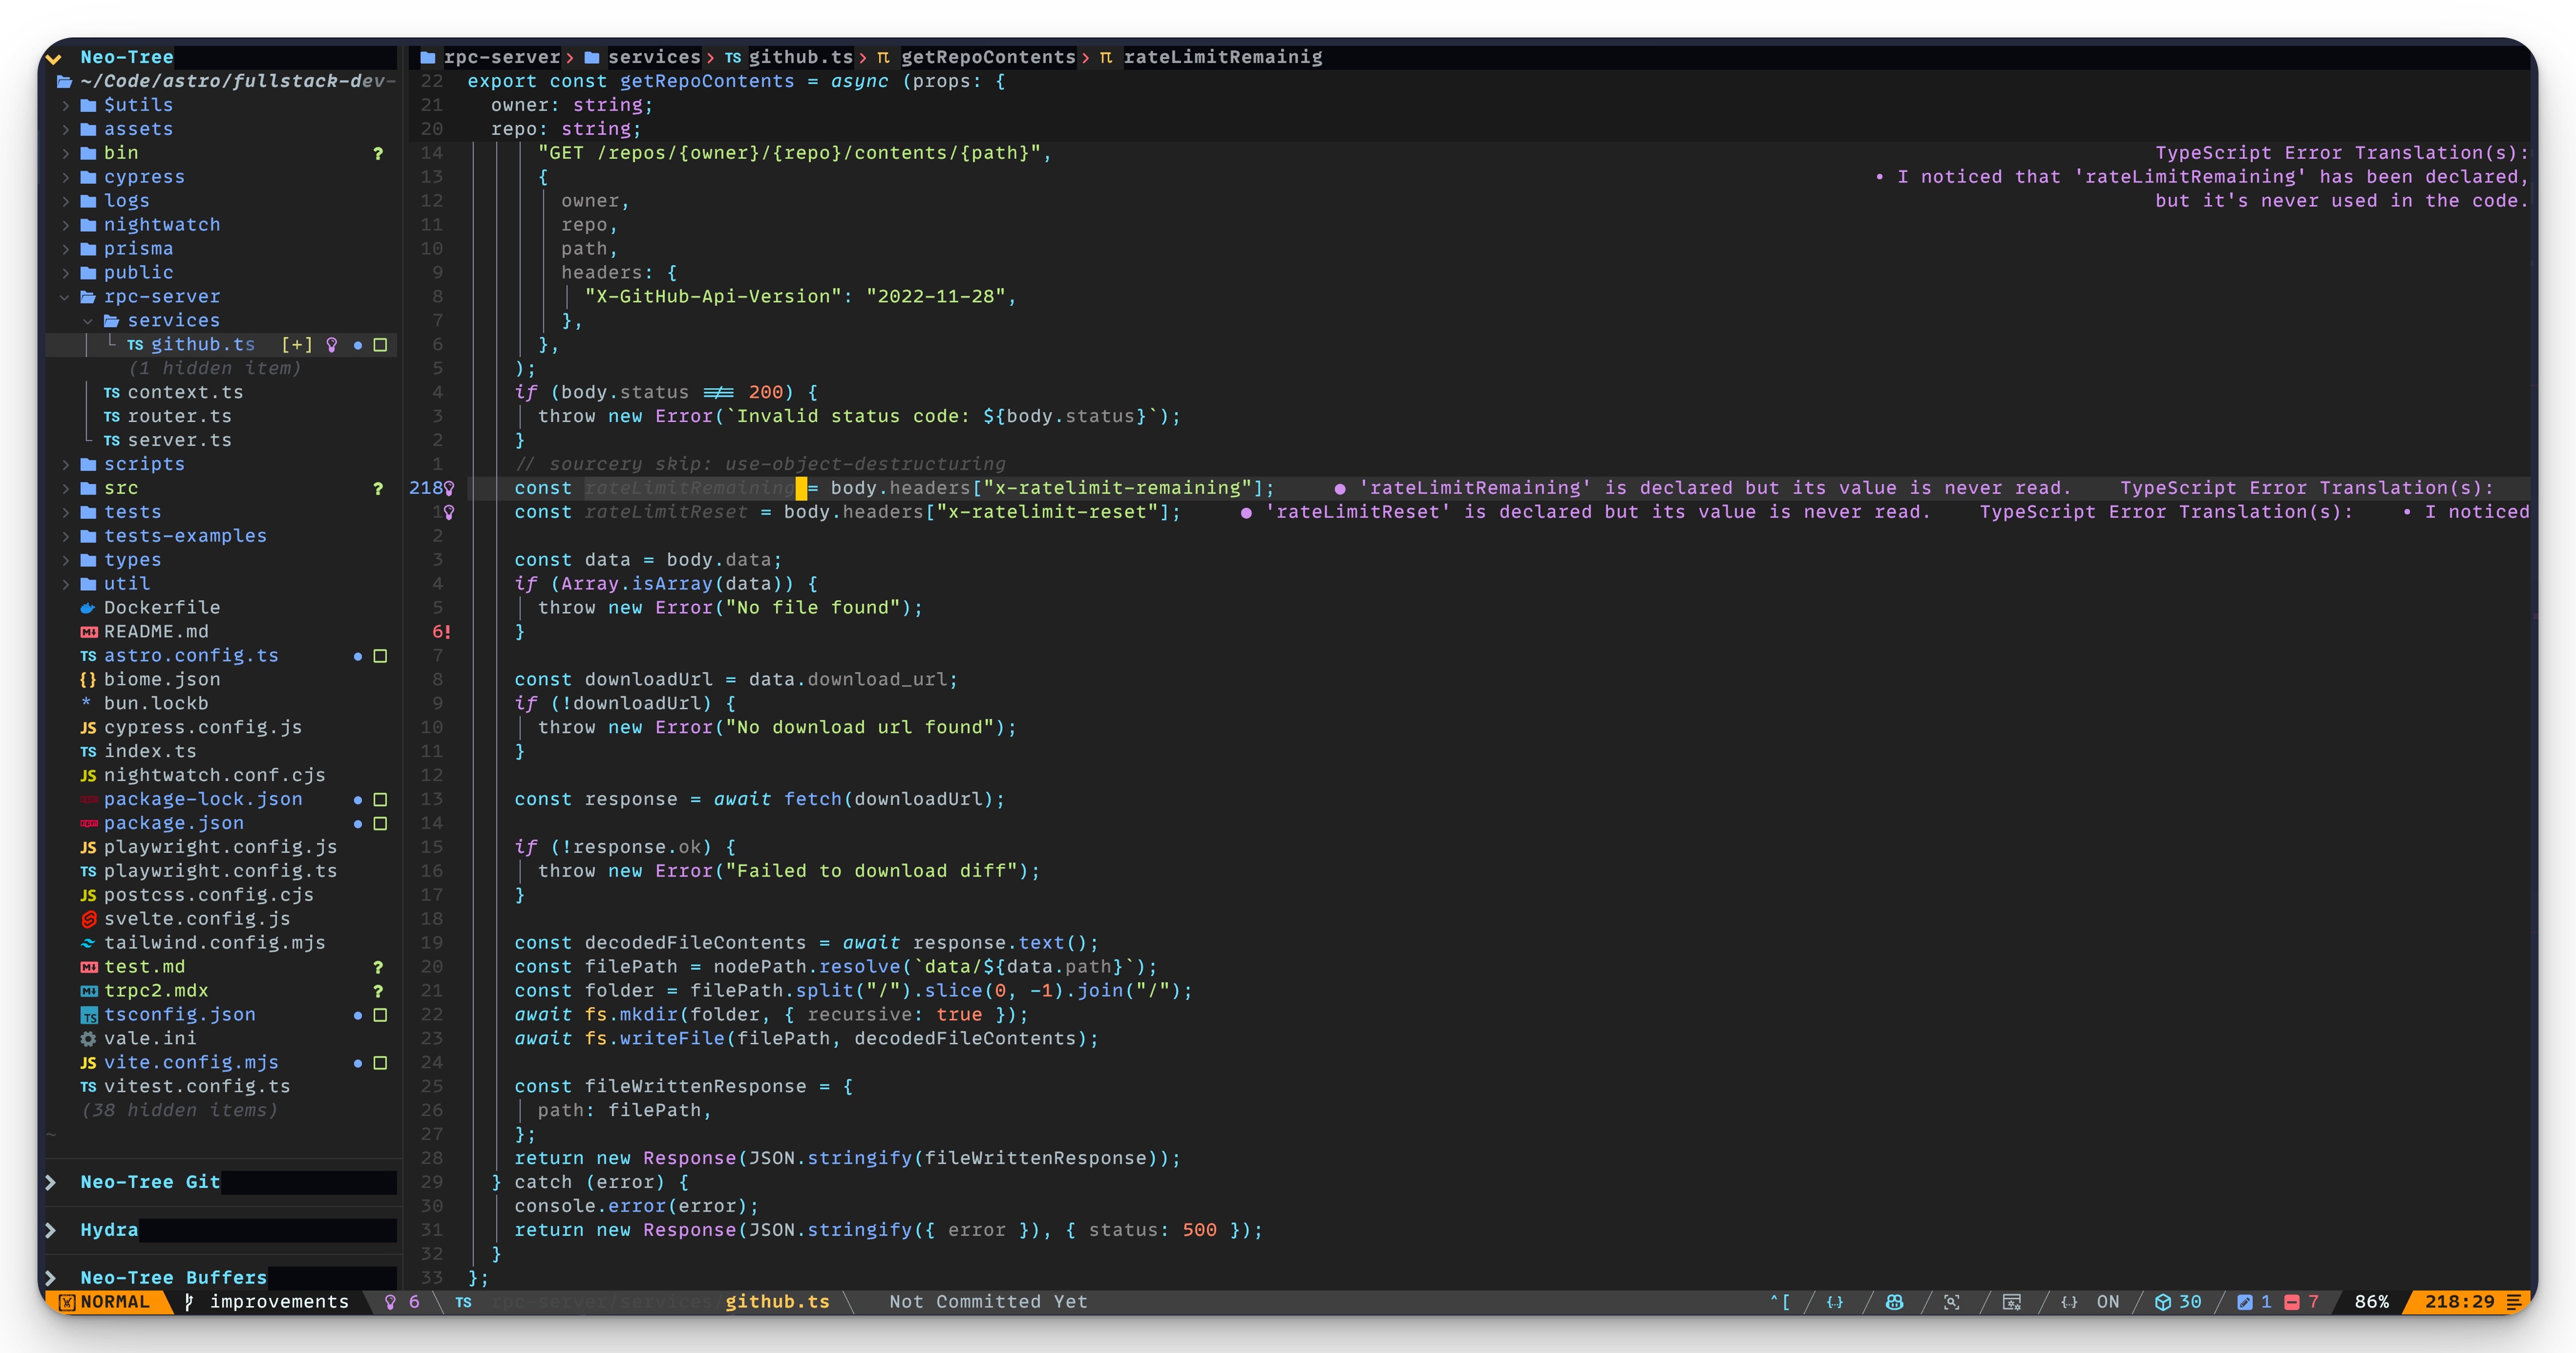 Neo-Tree
~/Code/astro/fullstack-dev-
$utils
assets
bin ?
cypress
logs
nightwatch
prisma
public
rpc-server
services
TS github.ts [+]
(1 hidden item)
TS context.ts
TS router.ts
TS server.ts
scripts
src ?
tests
tests-examples
types
util
Dockerfile
README.md
TS astro.config.ts
{} biome.json
* bun.lockb
JS cypress.config.js
TS index.ts
JS nightwatch.conf.cjs
package-lock.json
package.json
JS playwright.config.js
TS playwright.config.ts
JS postcss.config.cjs
svelte.config.js
tailwind.config.mjs
test.md ?
trpc2.mdx ?
TS tsconfig.json
vale.ini
JS vite.config.mjs
TS vitest.config.ts
(38 hidden items)
~
Neo-Tree Git
Hydra
Neo-Tree Buffers
rpc-server > services > TS github.ts > π getRepoContents > π rateLimitRemainig
22 export const getRepoContents = async (props: {
21 owner: string;
20 repo: string;
14 "GET /repos/{owner}/{repo}/contents/{path}", TypeScript Error Translation(s):
13 { • I noticed that 'rateLimitRemaining' has been declared,
12 owner, but it's never used in the code.
11 repo,
10 path,
9 headers: {
8 "X-GitHub-Api-Version": "2022-11-28",
7 },
6 },
5 );
4 if (body.status !== 200) {
3 throw new Error(`Invalid status code: ${body.status}`);
2 }
1 // sourcery skip: use-object-destructuring
218 const rateLimitRemaining = body.headers["x-ratelimit-remaining"]; ● 'rateLimitRemaining' is declared but its value is never read. TypeScript Error Translation(s):
1 const rateLimitReset = body.headers["x-ratelimit-reset"]; ● 'rateLimitReset' is declared but its value is never read. TypeScript Error Translation(s): • I noticed
2
3 const data = body.data;
4 if (Array.isArray(data)) {
5 throw new Error("No file found");
6! }
7
8 const downloadUrl = data.download_url;
9 if (!downloadUrl) {
10 throw new Error("No download url found");
11 }
12
13 const response = await fetch(downloadUrl);
14
15 if (!response.ok) {
16 throw new Error("Failed to download diff");
17 }
18
19 const decodedFileContents = await response.text();
20 const filePath = nodePath.resolve(`data/${data.path}`);
21 const folder = filePath.split("/").slice(0, -1).join("/");
22 await fs.mkdir(folder, { recursive: true });
23 await fs.writeFile(filePath, decodedFileContents);
24
25 const fileWrittenResponse = {
26 path: filePath,
27 };
28 return new Response(JSON.stringify(fileWrittenResponse));
29 } catch (error) {
30 console.error(error);
31 return new Response(JSON.stringify({ error }), { status: 500 });
32 }
33 };
NORMAL improvements 6 TS rpc-server/services/github.ts Not Committed Yet ^[ {} {} ON 30 1 7 86% 218:29